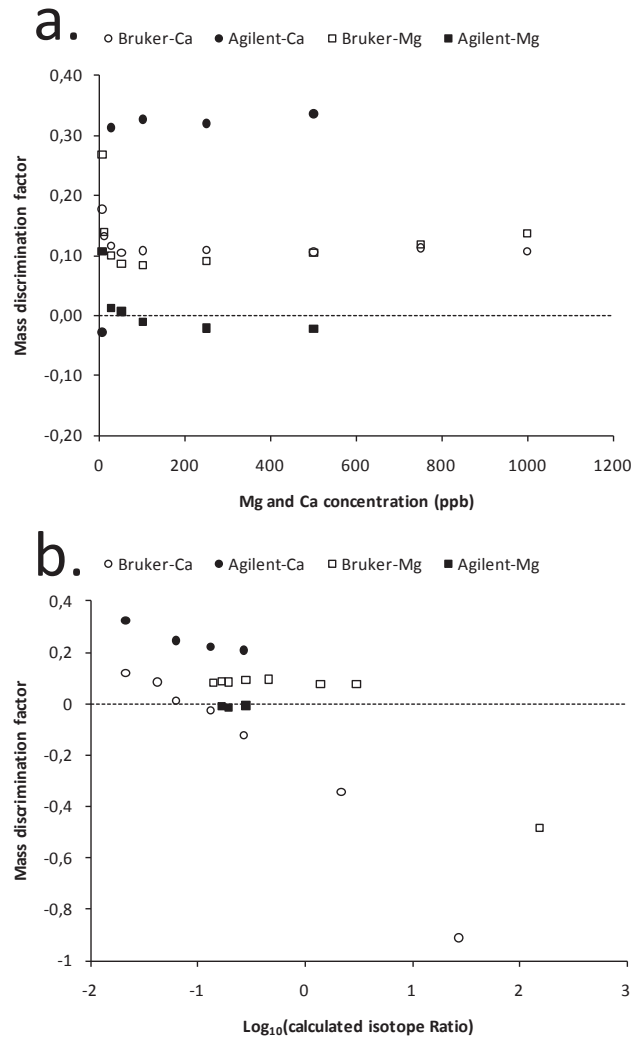 a.
Bruker-Ca Agilent-Ca Bruker-Mg Agilent-Mg
0,40
0,30
0,20
0,10
0,00
-0,10
-0,20
Mass discrimination factor
0 200 400 600 800 1000 1200
Mg and Ca concentration (ppb)
b.
Bruker-Ca Agilent-Ca Bruker-Mg Agilent-Mg
0,4
0,2
0
-0,2
-0,4
-0,6
-0,8
-1
Mass discrimination factor
-2 -1 0 1 2 3
Log10(calculated isotope Ratio)